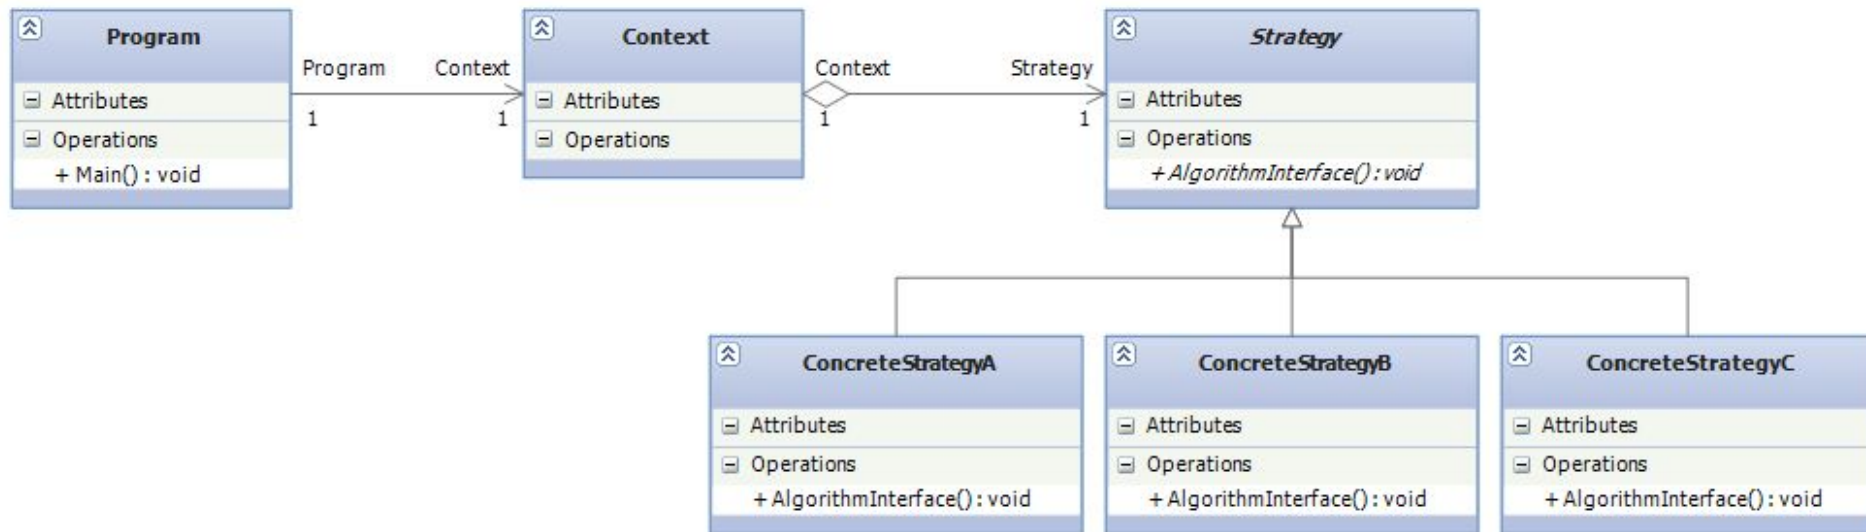 Program
Attributes
Operations
+ Main() : void
Program
Context
1
1
Context
Attributes
Operations
Context
Strategy
1
1
Strategy
Attributes
Operations
+ AlgorithmInterface() : void
ConcreteStrategyA
Attributes
Operations
+ AlgorithmInterface() : void
ConcreteStrategyB
Attributes
Operations
+ AlgorithmInterface() : void
ConcreteStrategyC
Attributes
Operations
+ AlgorithmInterface() : void